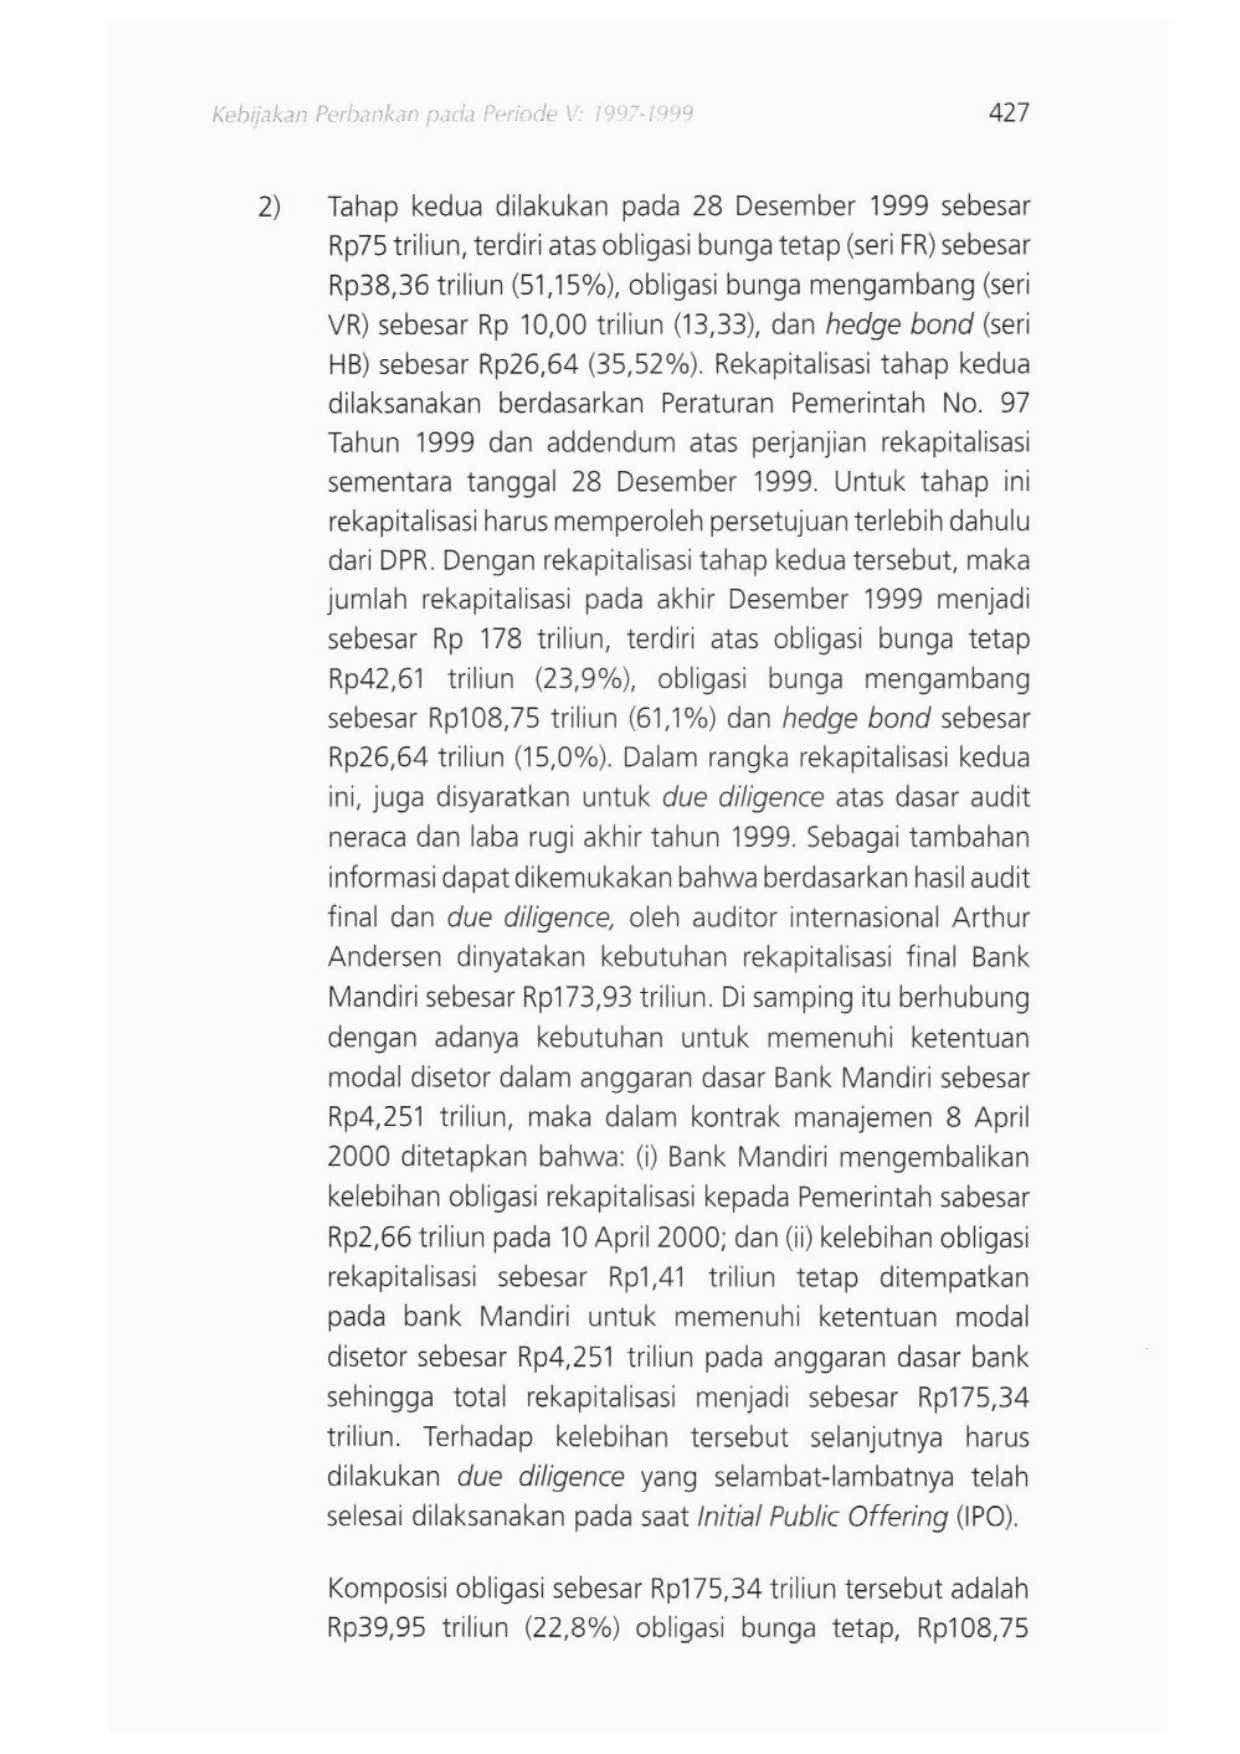 Kebijakan Perbankan pada Periode V: 1997-1999 427
2) Tahap kedua dilakukan pada 28 Desember 1999 sebesar
Rp75 triliun, terdiri atas obligasi bunga tetap (seri FR) sebesar
Rp38,36 triliun (51,15%), obligasi bunga mengambang (seri
VR) sebesar Rp 10,00 triliun (13,33), dan hedge bond (seri
HB) sebesar Rp26,64 (35,52%). Rekapitalisasi tahap kedua
dilaksanakan berdasarkan Peraturan Pemerintah No. 97
Tahun 1999 dan addendum atas perjanjian rekapitalisasi
sementara tanggal 28 Desember 1999. Untuk tahap ini
rekapitalisasi harus memperoleh persetujuan terlebih dahulu
dari DPR. Dengan rekapitalisasi tahap kedua tersebut, maka
jumlah rekapitalisasi pada akhir Desember 1999 menjadi
sebesar Rp 178 triliun, terdiri atas obligasi bunga tetap
Rp42,61 triliun (23,9%), obligasi bunga mengambang
sebesar Rp108,75 triliun (61,1%) dan hedge bond sebesar
Rp26,64 triliun (15,0%). Dalam rangka rekapitalisasi kedua
ini, juga disyaratkan untuk due diligence atas dasar audit
neraca dan laba rugi akhir tahun 1999. Sebagai tambahan
informasi dapat dikemukakan bahwa berdasarkan hasil audit
final dan due diligence, oleh auditor internasional Arthur
Andersen dinyatakan kebutuhan rekapitalisasi final Bank
Mandiri sebesar Rp173,93 triliun. Di samping itu berhubung
dengan adanya kebutuhan untuk memenuhi ketentuan
modal disetor dalam anggaran dasar Bank Mandiri sebesar
Rp4,251 triliun, maka dalam kontrak manajemen 8 April
2000 ditetapkan bahwa: (i) Bank Mandiri mengembalikan
kelebihan obligasi rekapitalisasi kepada Pemerintah sabesar
Rp2,66 triliun pada 10 April 2000; dan (ii) kelebihan obligasi
rekapitalisasi sebesar Rp1,41 triliun tetap ditempatkan
pada bank Mandiri untuk memenuhi ketentuan modal
disetor sebesar Rp4,251 triliun pada anggaran dasar bank
sehingga total rekapitalisasi menjadi sebesar Rp175,34
triliun. Terhadap kelebihan tersebut selanjutnya harus
dilakukan due diligence yang selambat-lambatnya telah
selesai dilaksanakan pada saat Initial Public Offering (IPO).
Komposisi obligasi sebesar Rp175,34 triliun tersebut adalah
Rp39,95 triliun (22,8%) obligasi bunga tetap, Rp108,75